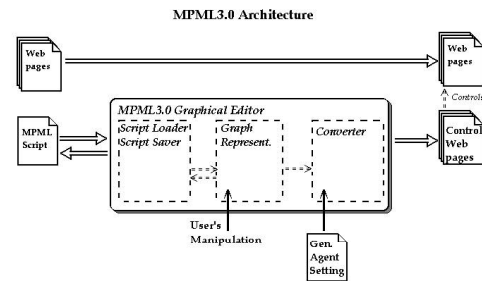 MPML3.0 Architecture
Web
pages
Web
pages
Controls
MPML3.0 Graphical Editor
MPML
Script
Script Loader
Script Saver
Graph
Represent.
Converter
Control
Web
pages
User's
Manipulation
Gen.
Agent
Setting